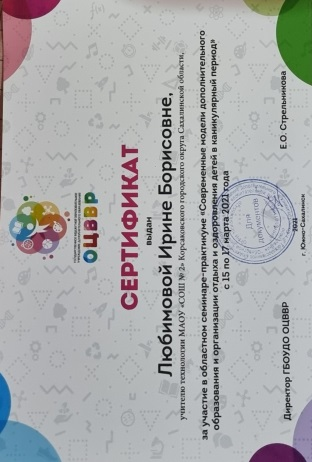 ОЦВВР
СЕРТИФИКАТ
выдан
Любимовой Ирине Борисовне,
учителю технологии МАОУ «СОШ № 2» Корсаковского городского округа Сахалинской области,
за участие в областном семинаре-практикуме «Современные модели дополнительного
образования и организации отдыха и оздоровления детей в каникулярный период»
с 15 по 17 марта 2021 года
Директор ГБОУДО ОЦВВР
Е.О. Стрельникова
Для
документов
2021
г. Южно-Сахалинск